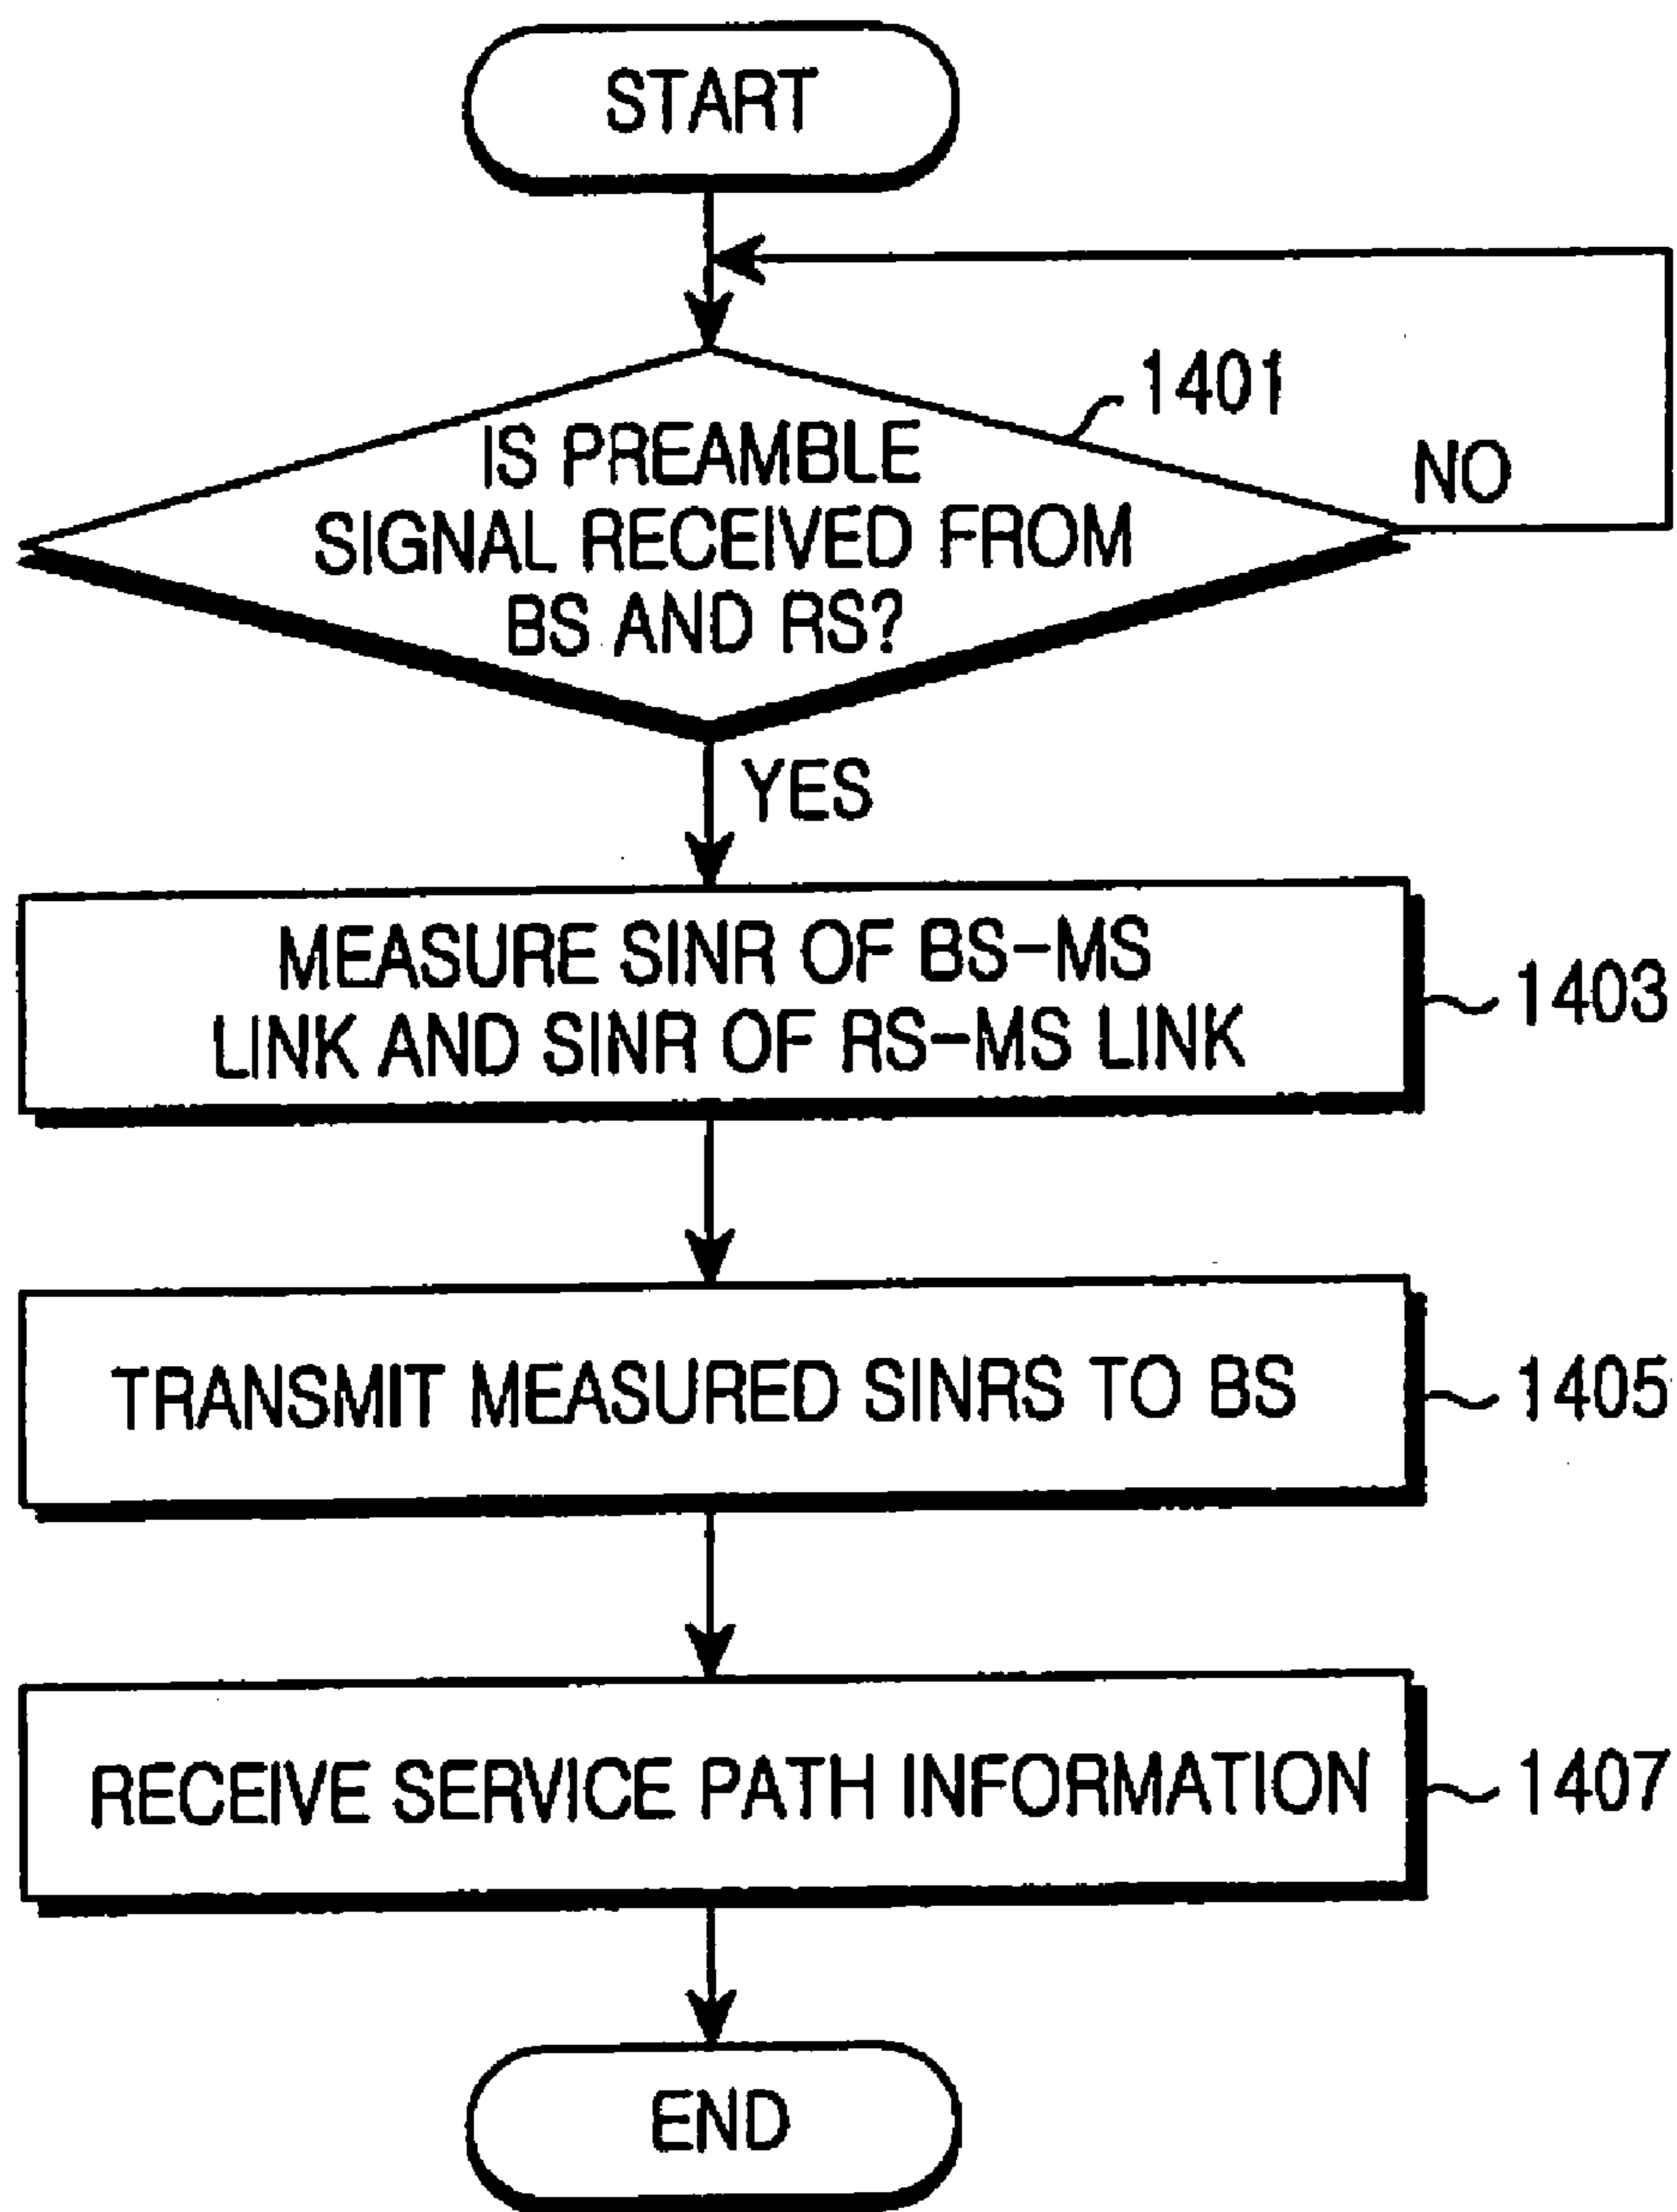 START
1401
IS PREAMBLE
SIGNAL RECEIVED FROM
BS AND RS?
NO
YES
MEASURE SINR OF BS-MS
LINK AND SINR OF RS-MS LINK
1403
TRANSMIT MEASURED SINRS TO BS
1405
RECEIVE SERVICE PATH INFORMATION
1407
END